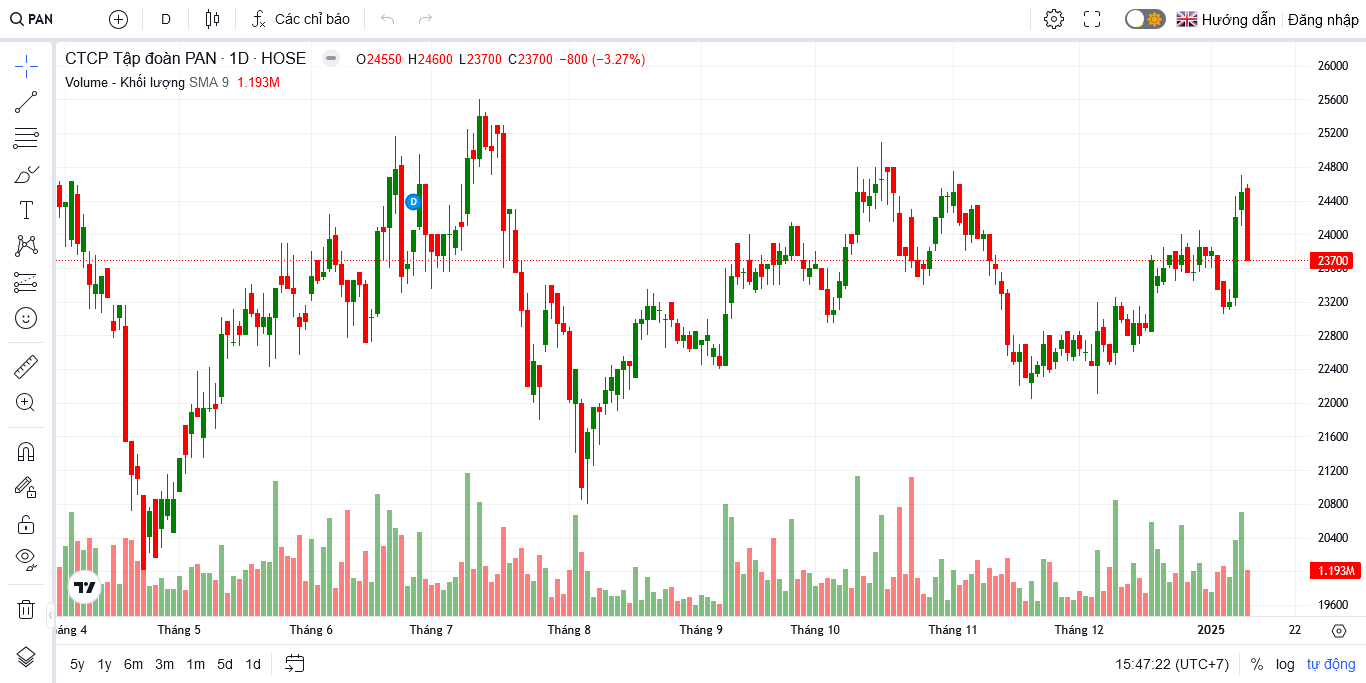 PAN D Các chỉ báo Hướng dẫn Đăng nhập
CTCP Tập đoàn PAN · 1D · HOSE O24550 H24600 L23700 C23700 −800 (−3.27%)
Volume - Khối lượng SMA 9 1.193M
26000
25600
25200
24800
24400
24000
23700
23600
23200
22800
22400
22000
21600
21200
20800
20400
1.193M
19600
D
áng 4 Tháng 5 Tháng 6 Tháng 7 Tháng 8 Tháng 9 Tháng 10 Tháng 11 Tháng 12 2025 22
5y 1y 6m 3m 1m 5d 1d 15:47:22 (UTC+7) % log tự động